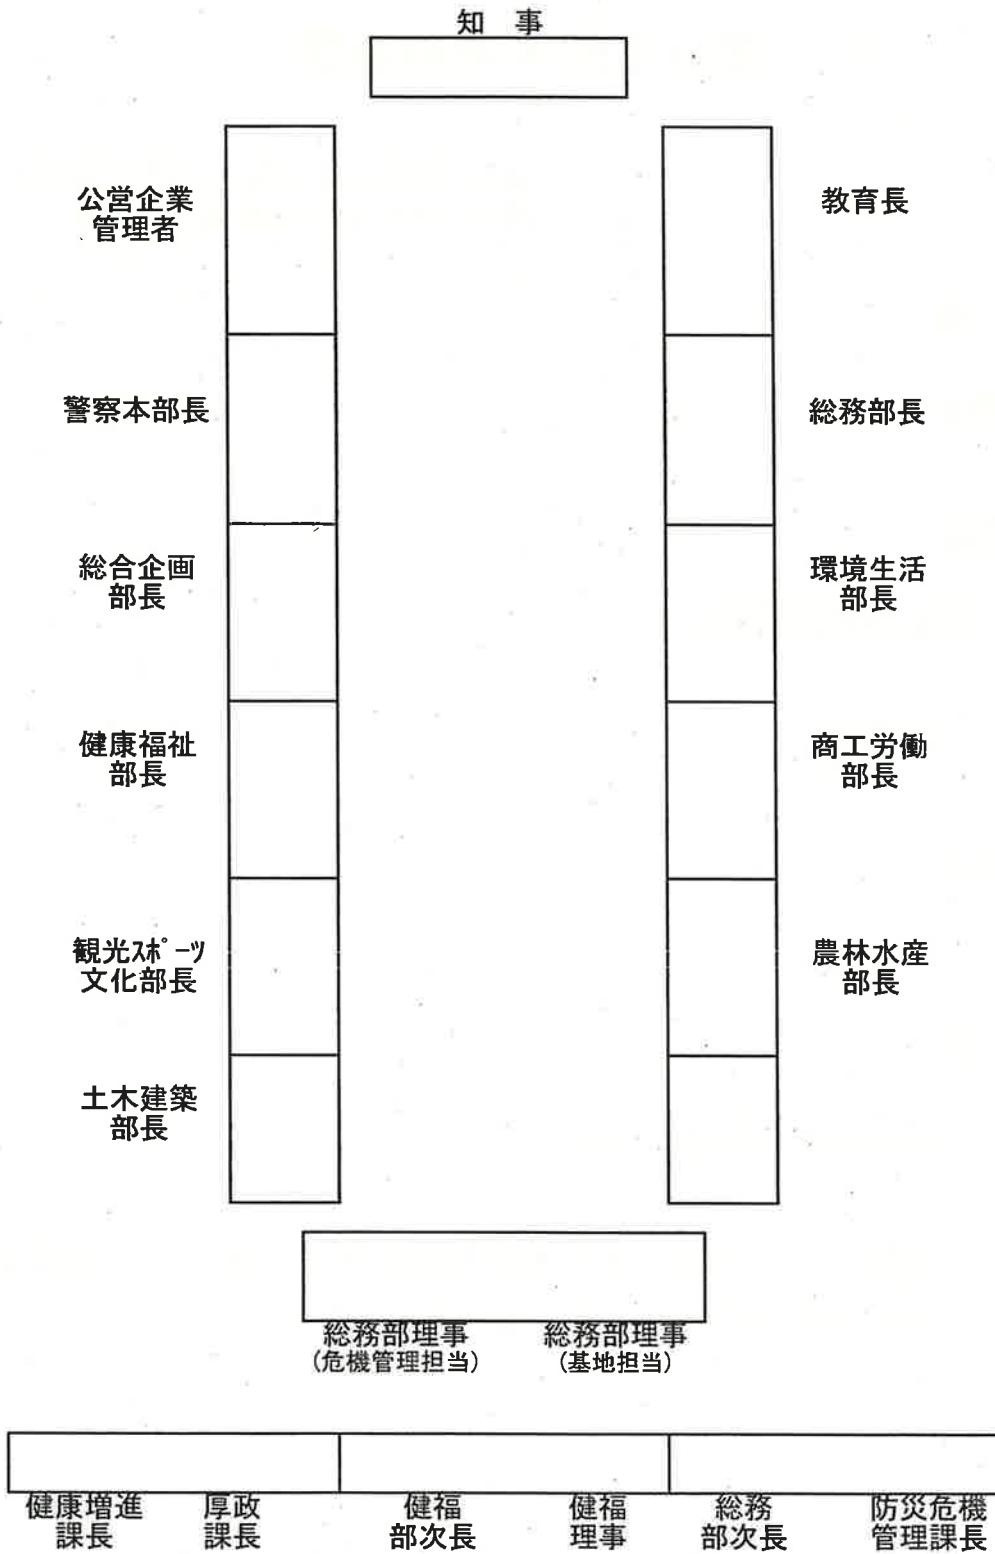 知 事
公営企業
管理者
教育長
警察本部長
総務部長
総合企画
部長
環境生活
部長
健康福祉
部長
商工労働
部長
観光ｽﾎﾟｰﾂ
文化部長
農林水産
部長
土木建築
部長
総務部理事
(危機管理担当)
総務部理事
(基地担当)
健康増進
課長
厚政
課長
健福
部次長
健福
理事
総務
部次長
防災危機
管理課長